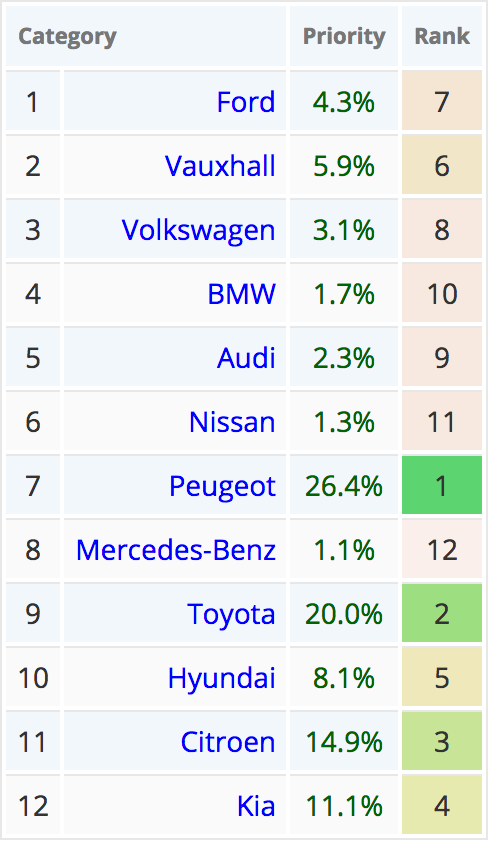 Category Priority Rank
1 Ford 4.3% 7
2 Vauxhall 5.9% 6
3 Volkswagen 3.1% 8
4 BMW 1.7% 10
5 Audi 2.3% 9
6 Nissan 1.3% 11
7 Peugeot 26.4% 1
8 Mercedes-Benz 1.1% 12
9 Toyota 20.0% 2
10 Hyundai 8.1% 5
11 Citroen 14.9% 3
12 Kia 11.1% 4